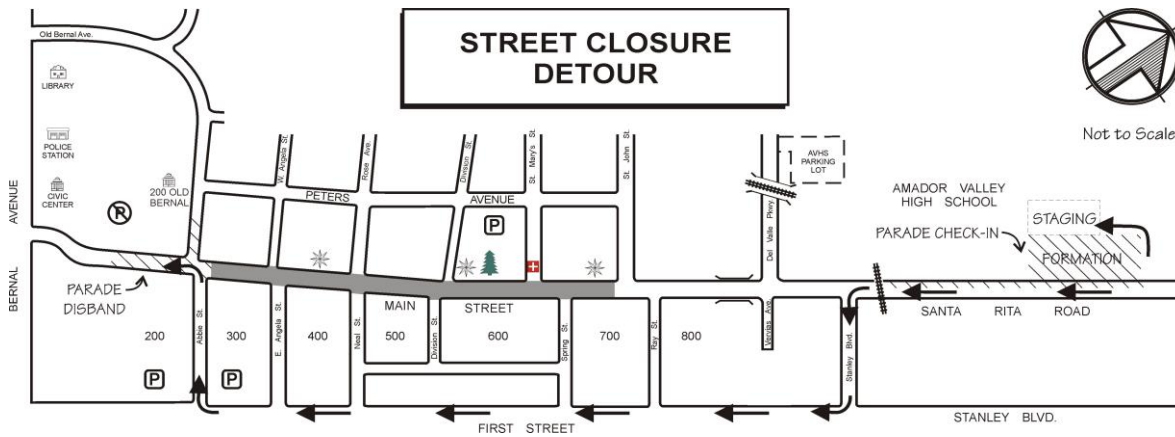 STREET CLOSURE
DETOUR
Not to Scale
Old Bernal Ave.
LIBRARY
POLICE
STATION
CIVIC
CENTER
200 OLD
BERNAL
BERNAL AVENUE
PARADE
DISBAND
W. Angela St.
Rose Ave.
Division St.
St. Mary's St.
St. John St.
Del Valle Pkwy.
PETERS AVENUE
P
P
AVHS
PARKING
LOT
AMADOR VALLEY
HIGH SCHOOL
STAGING
PARADE CHECK-IN
FORMATION
MAIN STREET
SANTA RITA ROAD
200
300
400
500
600
700
800
Abbie St.
E. Angela St.
Neal St.
Division St.
Spring St.
Ray St.
Stanley Blvd.
P
P
FIRST STREET
STANLEY BLVD.